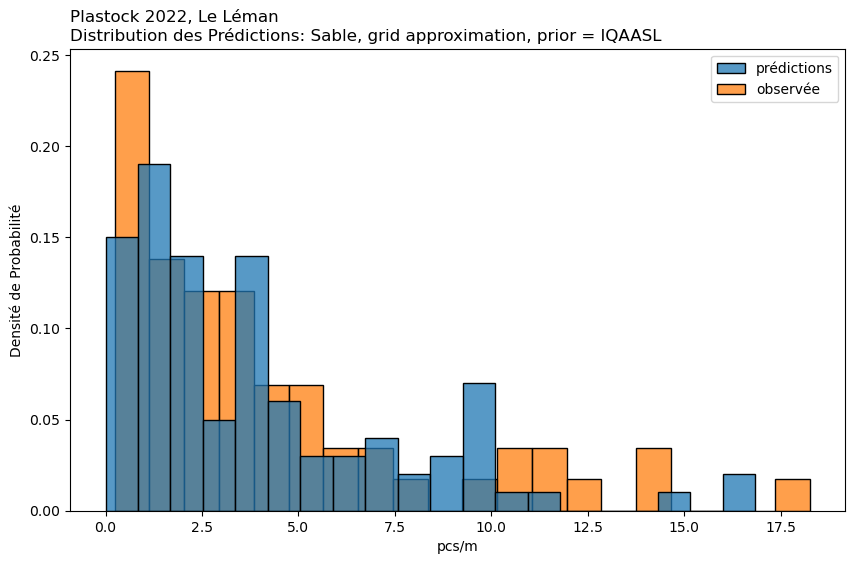 Plastock 2022, Le Léman
Distribution des Prédictions: Sable, grid approximation, prior = IQAASL
prédictions
observée
Densité de Probabilité
0.25
0.20
0.15
0.10
0.05
0.00
0.0 2.5 5.0 7.5 10.0 12.5 15.0 17.5
pcs/m